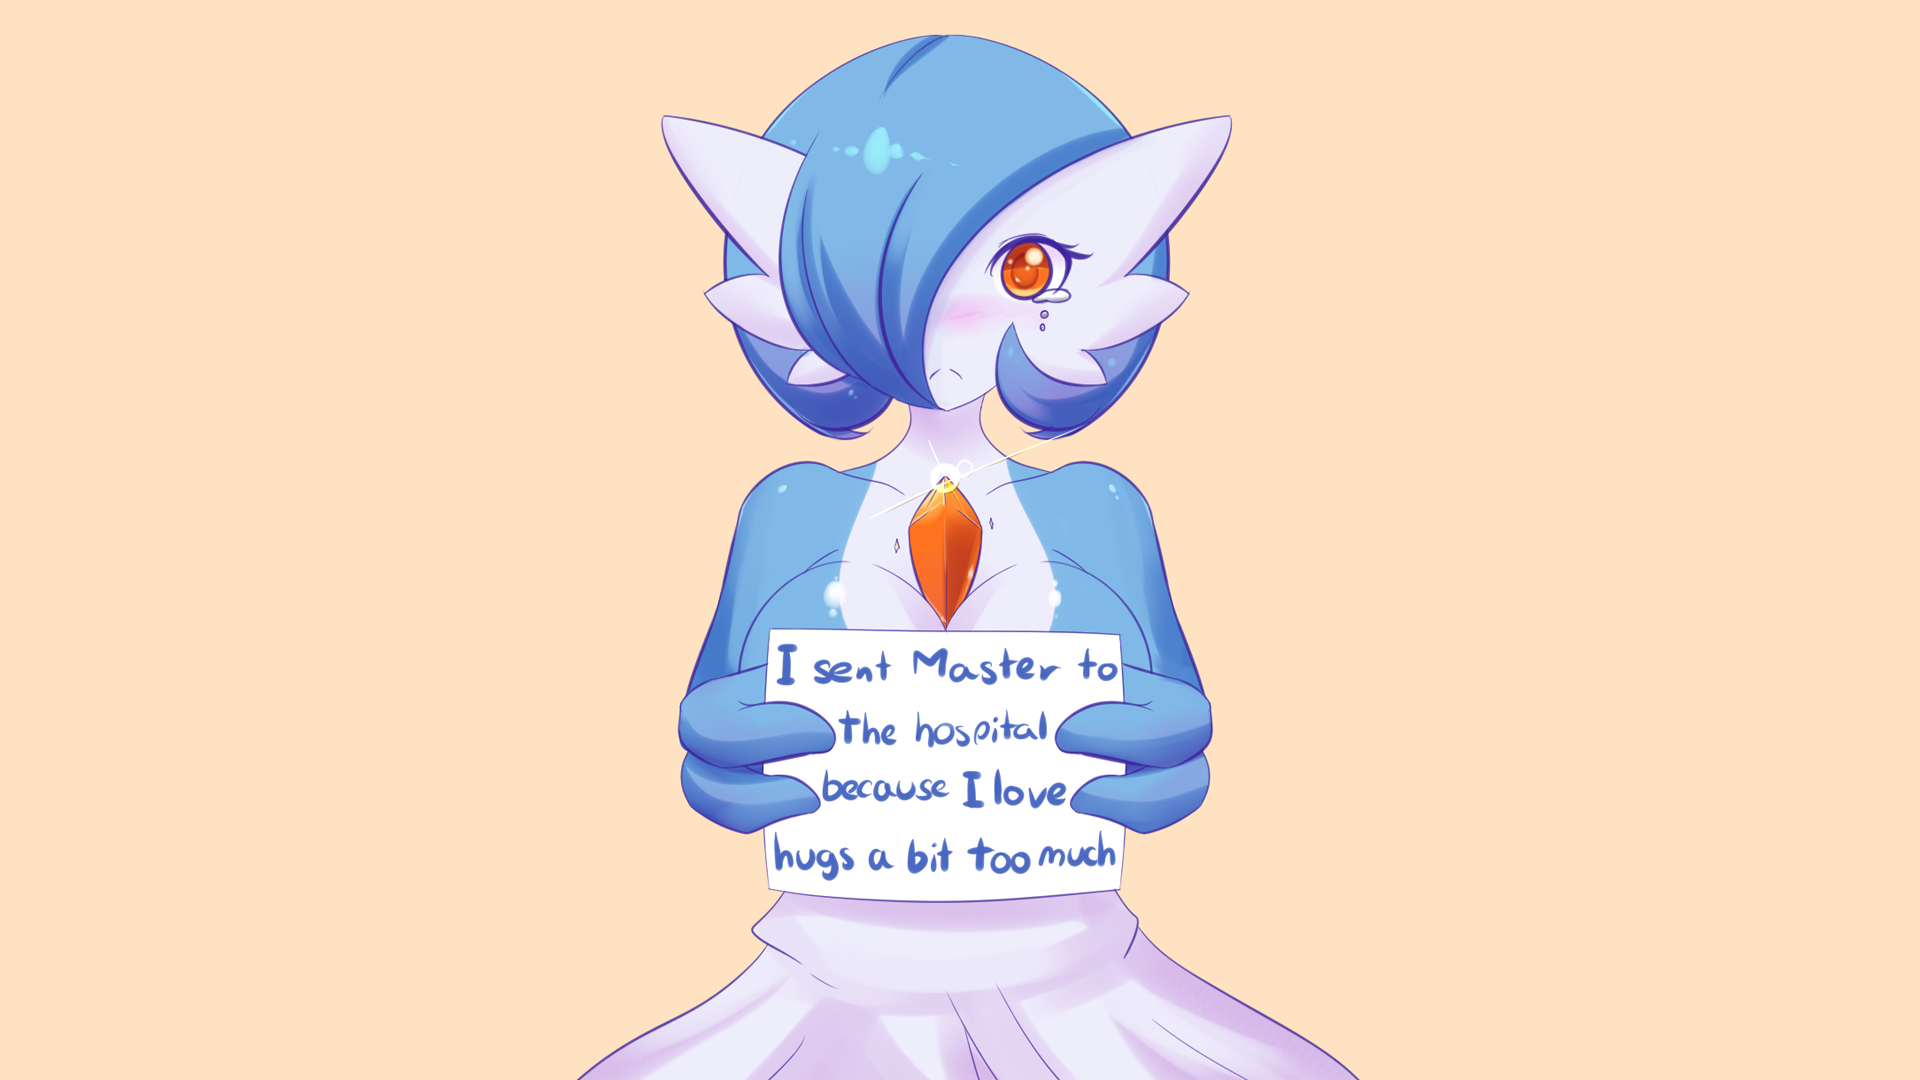 I sent Master to
the hospital
because I love
hugs a bit too much